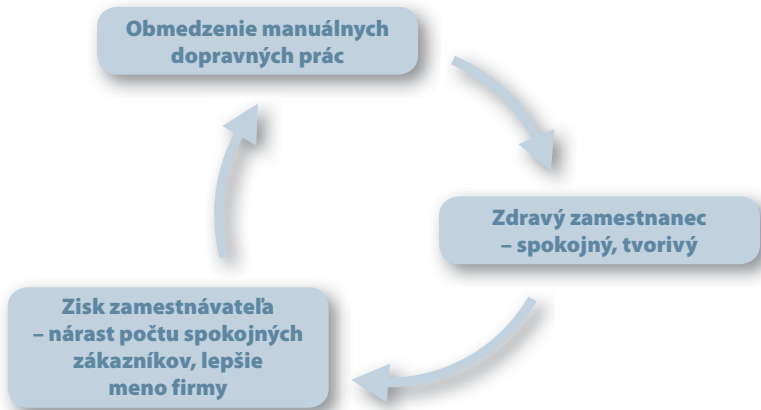 Obmedzenie manuálnych
dopravných prác
Zdravý zamestnanec
– spokojný, tvorivý
Zisk zamestnávateľa
– nárast počtu spokojných
zákazníkov, lepšie
meno firmy